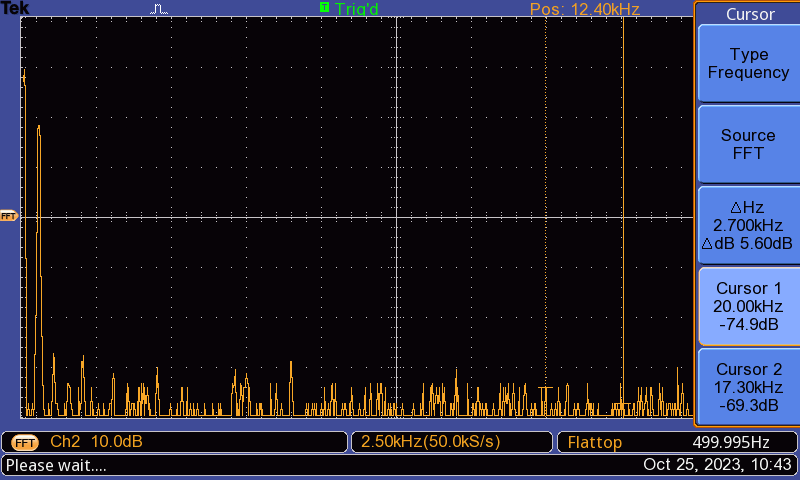 Tek
T Trig'd
Pos: 12.40kHz
Cursor
Type
Frequency
Source
FFT
△Hz
2.700kHz
△dB 5.60dB
Cursor 1
20.00kHz
-74.9dB
Cursor 2
17.30kHz
-69.3dB
FFT
FFT Ch2 10.0dB
2.50kHz(50.0kS/s)
Flattop 499.995Hz
Please wait....
Oct 25, 2023, 10:43